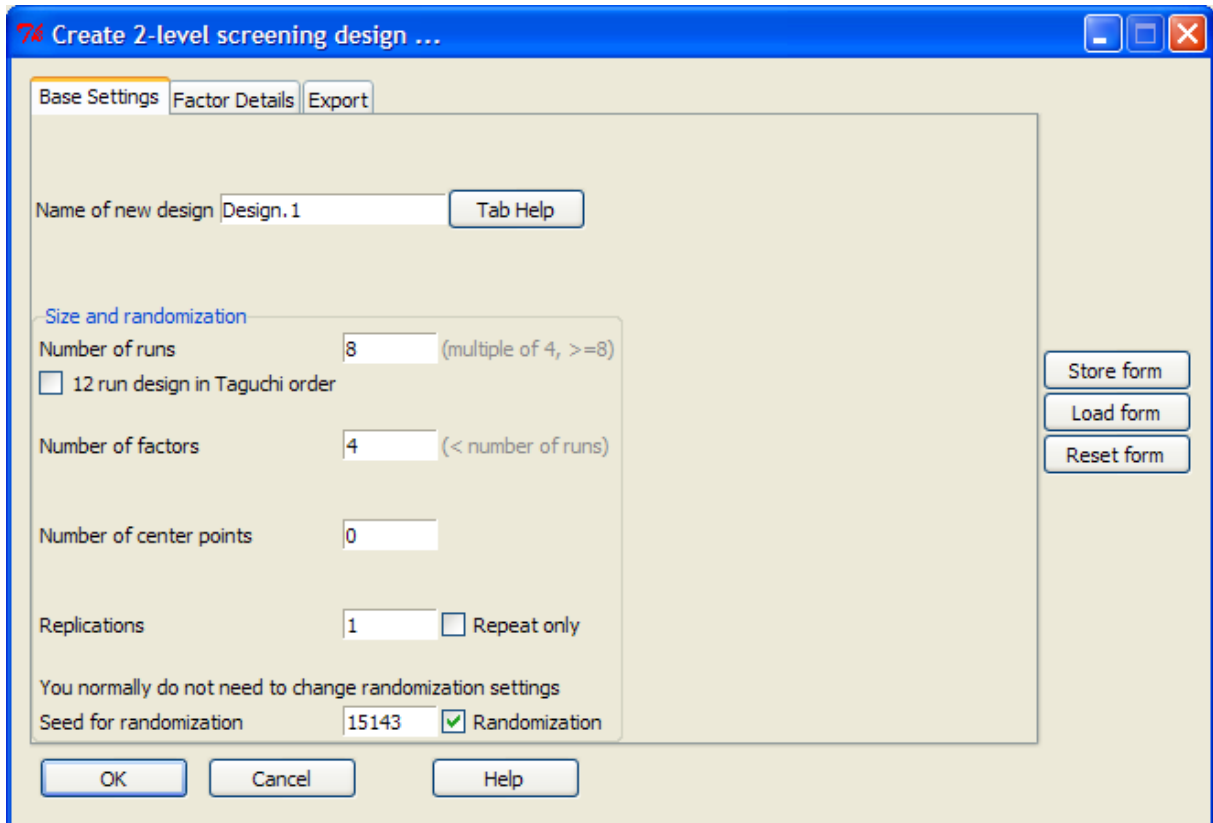 Create 2-level screening design ...
Base Settings Factor Details Export
Name of new design Design.1 Tab Help
Size and randomization
Number of runs 8 (multiple of 4, >=8)
12 run design in Taguchi order
Store form
Load form
Number of factors 4 (< number of runs)
Reset form
Number of center points 0
Replications 1 Repeat only
You normally do not need to change randomization settings
Seed for randomization 15143 Randomization
OK Cancel Help